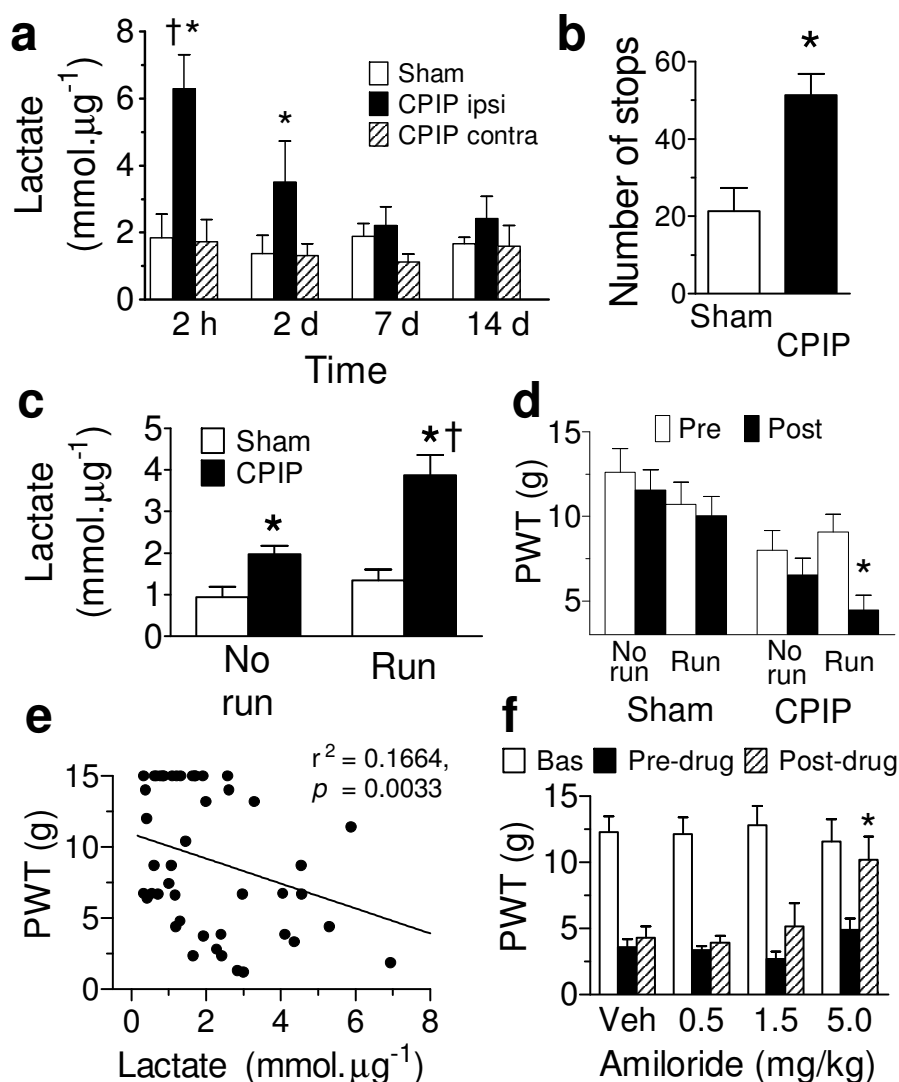 a
Lactate
(mmol.µg⁻¹)
8
6
4
2
0
†*
*
Sham
CPIP ipsi
CPIP contra
2 h 2 d 7 d 14 d
Time
b
Number of stops
60
40
20
0
*
Sham
CPIP
c
Lactate
(mmol.µg⁻¹)
5
4
3
2
1
0
Sham
CPIP
*
*†
No
run
Run
d
PWT (g)
15
10
5
Pre Post
*
No
run
Run
No
run
Run
Sham CPIP
e
PWT (g)
15
10
5
0
r² = 0.1664,
p = 0.0033
0 2 4 6 8
Lactate (mmol.µg⁻¹)
f
Bas Pre-drug Post-drug
PWT (g)
15
10
5
0
*
Veh 0.5 1.5 5.0
Amiloride (mg/kg)